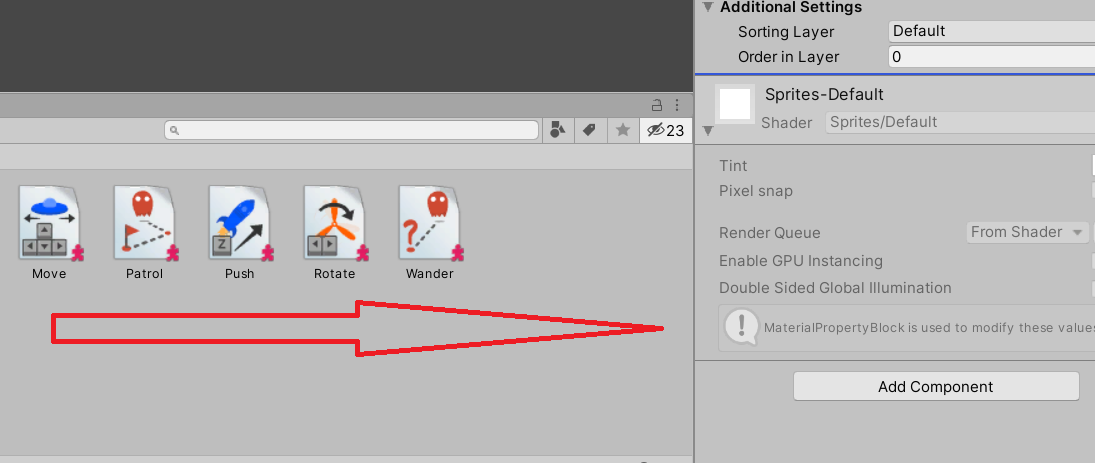 Additional Settings
Sorting Layer Default
Order in Layer 0
Sprites-Default
Shader Sprites/Default
23
Tint
Pixel snap
Render Queue From Shader
Enable GPU Instancing
Double Sided Global Illumination
MaterialPropertyBlock is used to modify these values
Add Component
Z
Move Patrol Push Rotate Wander